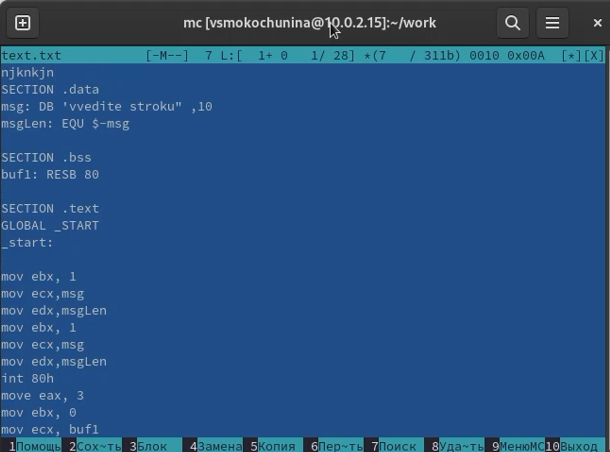 mc [vsmokochunina@10.0.2.15]:~/work
text.txt [-M--] 7 L:[ 1+ 0 1/ 28] *(7 / 311b) 0010 0x00A [*][X]
njknkjn
SECTION .data
msg: DB 'vvedite stroku" ,10
msgLen: EQU $-msg
SECTION .bss
buf1: RESB 80
SECTION .text
GLOBAL _START
_start:
mov ebx, 1
mov ecx,msg
mov edx,msgLen
mov ebx, 1
mov ecx,msg
mov edx,msgLen
int 80h
move eax, 3
mov ebx, 0
mov ecx, buf1
1Помощь 2Сох~ть 3Блок 4Замена 5Копия 6Пер~ть 7Поиск 8Уда~ть 9МенюMC 10Выход